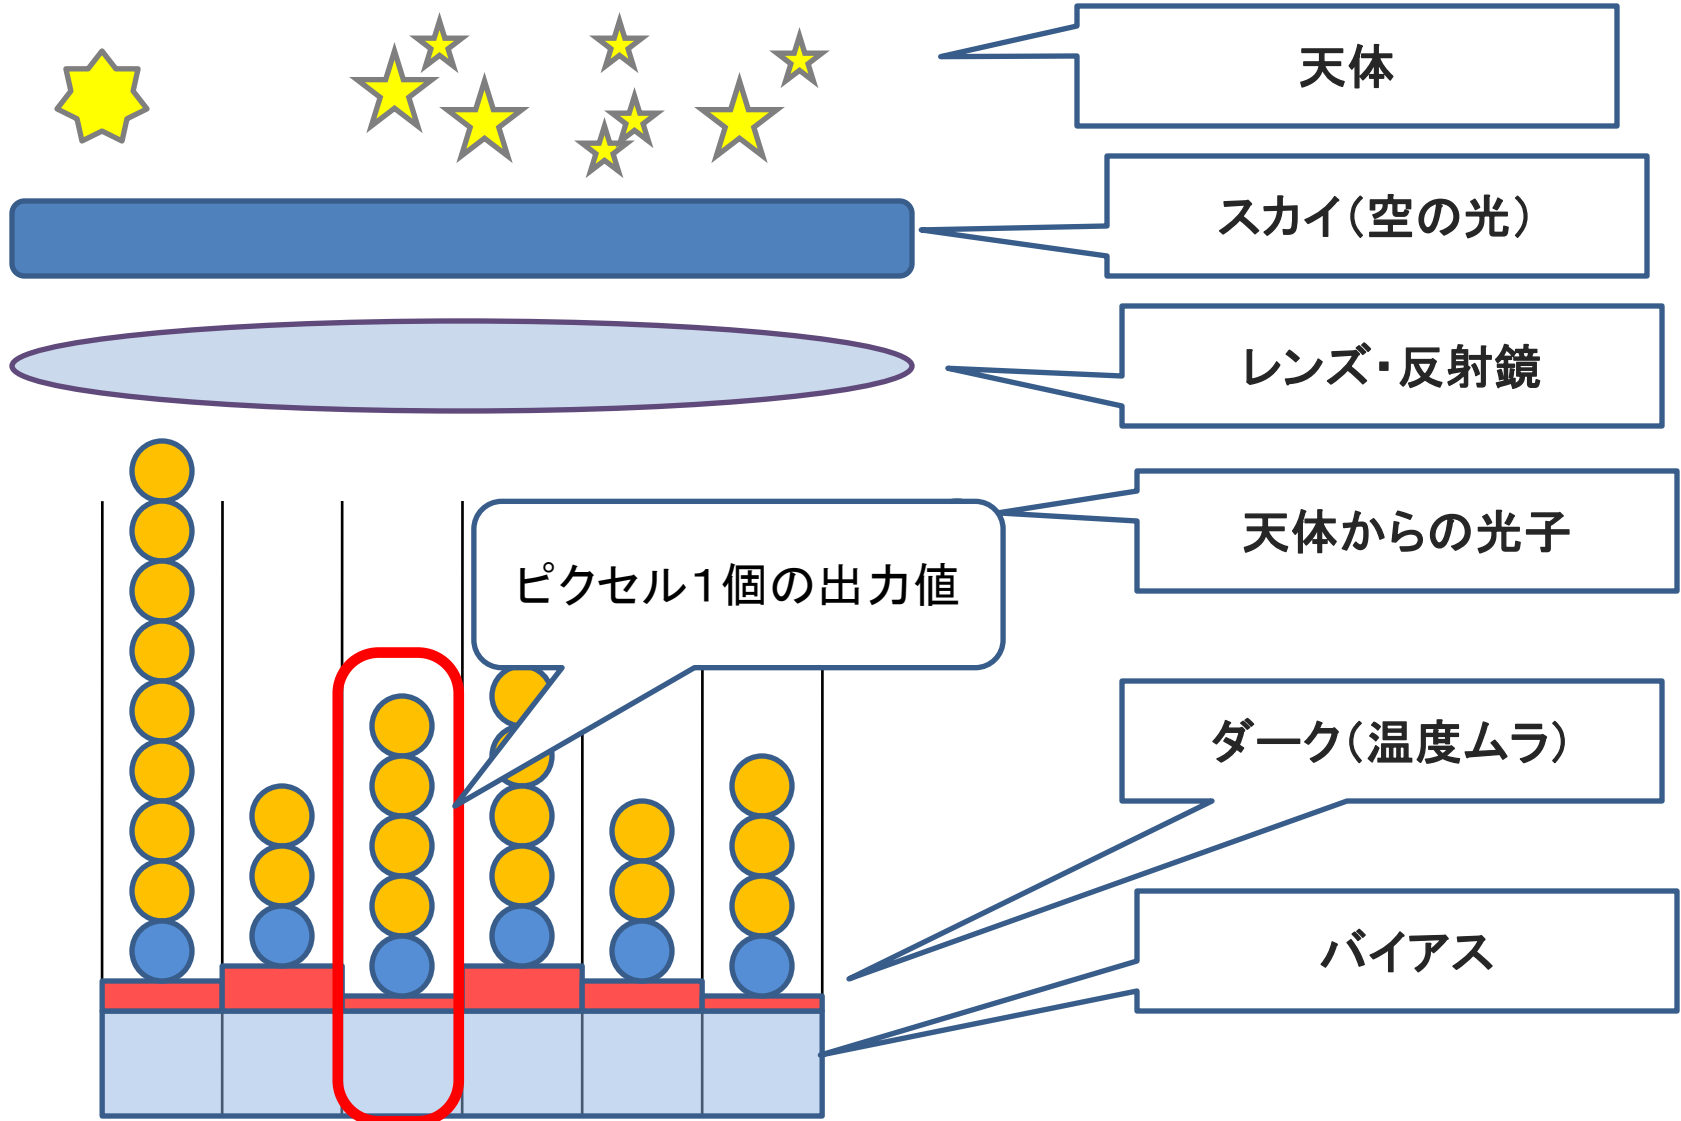 天体
スカイ（空の光）
レンズ・反射鏡
天体からの光子
ピクセル１個の出力値
ダーク（温度ムラ）
バイアス